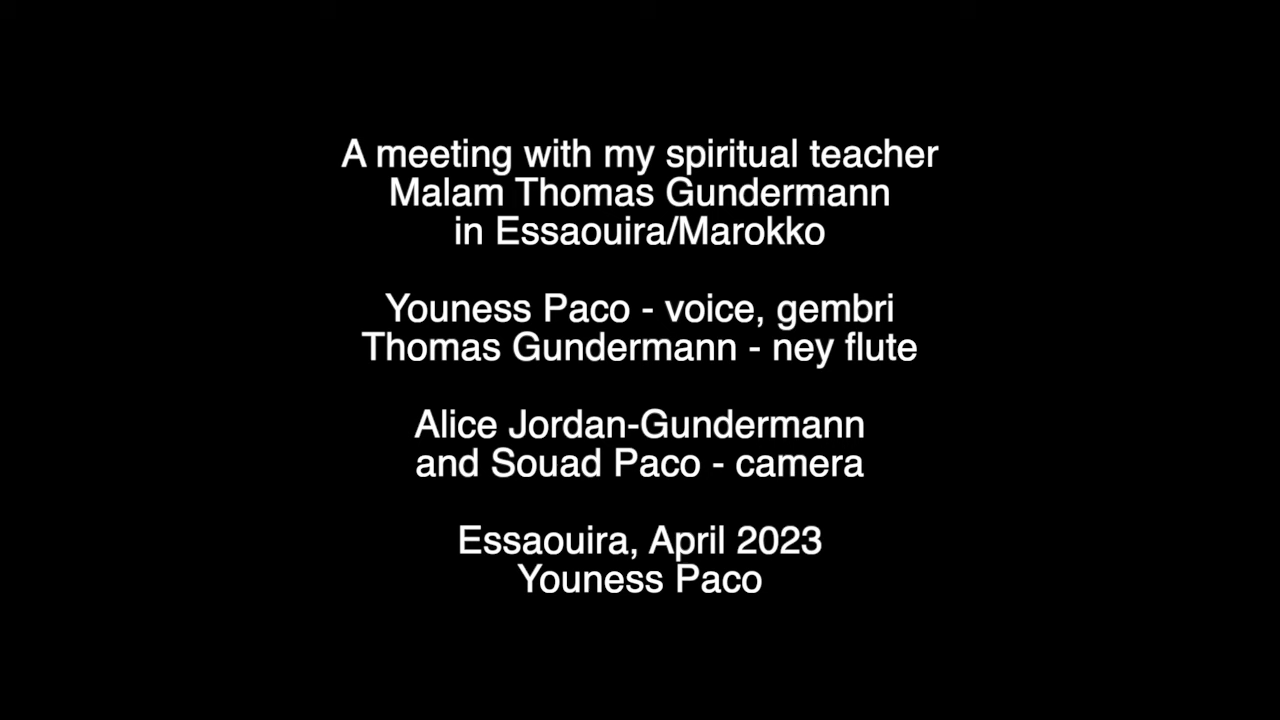 A meeting with my spiritual teacher
Malam Thomas Gundermann
in Essaouira/Marokko
Youness Paco - voice, gembri
Thomas Gundermann - ney flute
Alice Jordan-Gundermann
and Souad Paco - camera
Essaouira, April 2023
Youness Paco